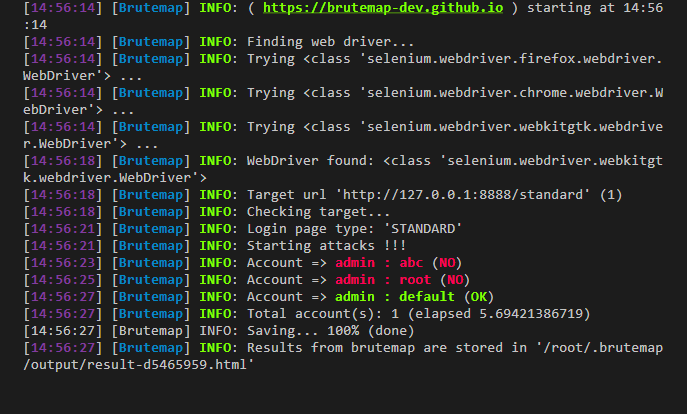 [14:56:14] [Brutemap] INFO: ( https://brutemap-dev.github.io ) starting at 14:56
:14
[14:56:14] [Brutemap] INFO: Finding web driver...
[14:56:14] [Brutemap] INFO: Trying <class 'selenium.webdriver.firefox.webdriver.
WebDriver'> ...
[14:56:14] [Brutemap] INFO: Trying <class 'selenium.webdriver.chrome.webdriver.W
ebDriver'> ...
[14:56:14] [Brutemap] INFO: Trying <class 'selenium.webdriver.webkitgtk.webdrive
r.WebDriver'> ...
[14:56:18] [Brutemap] INFO: WebDriver found: <class 'selenium.webdriver.webkitgt
k.webdriver.WebDriver'>
[14:56:18] [Brutemap] INFO: Target url 'http://127.0.0.1:8888/standard' (1)
[14:56:18] [Brutemap] INFO: Checking target...
[14:56:21] [Brutemap] INFO: Login page type: 'STANDARD'
[14:56:21] [Brutemap] INFO: Starting attacks !!!
[14:56:23] [Brutemap] INFO: Account => admin : abc (NO)
[14:56:25] [Brutemap] INFO: Account => admin : root (NO)
[14:56:27] [Brutemap] INFO: Account => admin : default (OK)
[14:56:27] [Brutemap] INFO: Total account(s): 1 (elapsed 5.69421386719)
[14:56:27] [Brutemap] INFO: Saving... 100% (done)
[14:56:27] [Brutemap] INFO: Results from brutemap are stored in '/root/.brutemap
/output/result-d5465959.html'